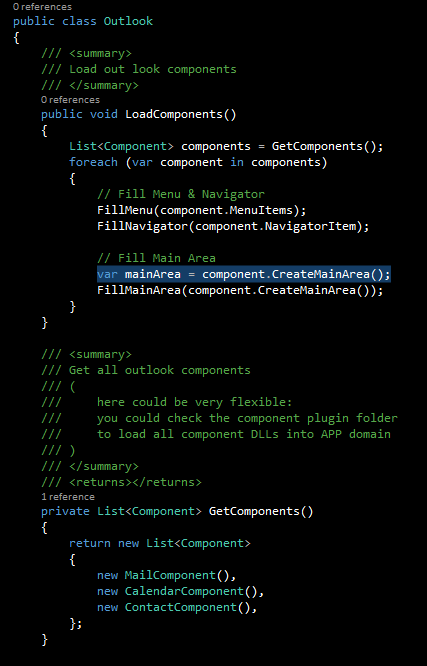 0 references
public class Outlook
{
/// <summary>
/// Load out look components
/// </summary>
0 references
public void LoadComponents()
{
List<Component> components = GetComponents();
foreach (var component in components)
{
// Fill Menu & Navigator
FillMenu(component.MenuItems);
FillNavigator(component.NavigatorItem);
// Fill Main Area
var mainArea = component.CreateMainArea();
FillMainArea(component.CreateMainArea());
}
}
/// <summary>
/// Get all outlook components
/// (
///     here could be very flexible:
///     you could check the component plugin folder
///     to load all component DLLs into APP domain
/// )
/// </summary>
/// <returns></returns>
1 reference
private List<Component> GetComponents()
{
return new List<Component>
{
new MailComponent(),
new CalendarComponent(),
new ContactComponent(),
};
}